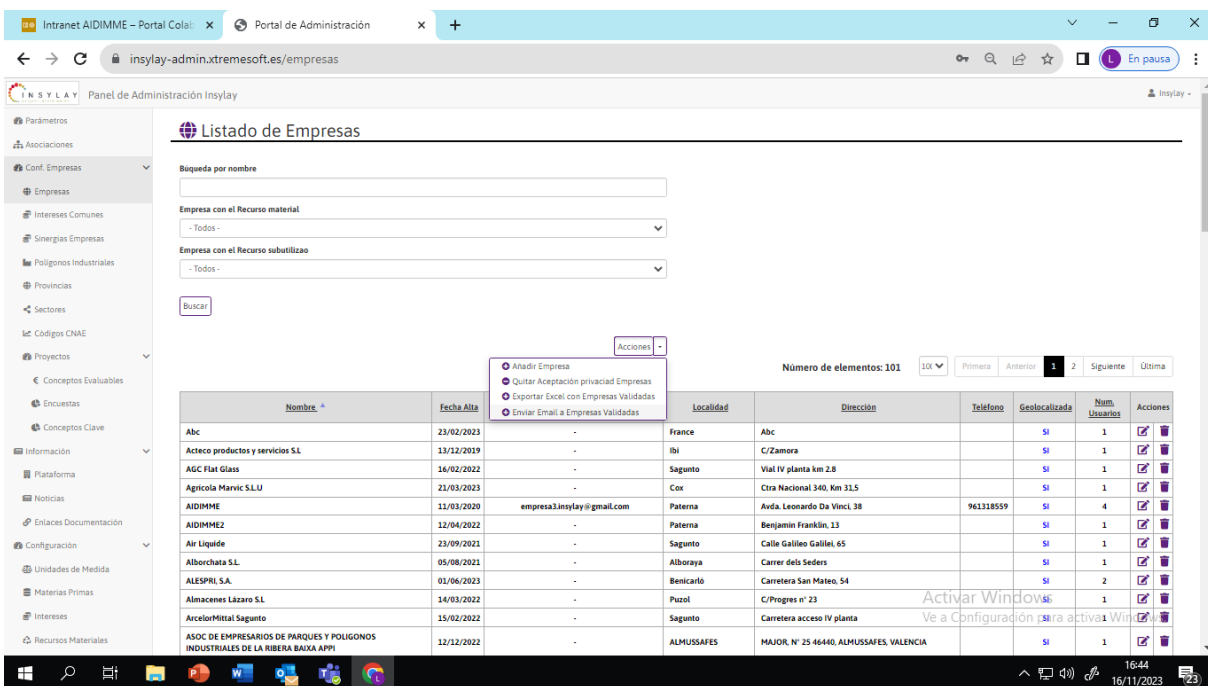 Intranet AIDIMME – Portal Colab
Portal de Administración
insylay-admin.xtremesoft.es/empresas
L En pausa
INSYLAY Panel de Administración Insylay
Insylay
Parámetros
Asociaciones
Conf. Empresas
Empresas
Intereses Comunes
Sinergias Empresas
Polígonos Industriales
Provincias
Sectores
Códigos CNAE
Proyectos
Conceptos Evaluables
Encuestas
Conceptos Clave
Información
Plataforma
Noticias
Enlaces Documentación
Configuración
Unidades de Medida
Materias Primas
Intereses
Recursos Materiales
Listado de Empresas
Búqueda por nombre
Empresa con el Recurso material
- Todos -
Empresa con el Recurso subutilizao
- Todos -
Buscar
Acciones
Añadir Empresa
Quitar Aceptación privaciad Empresas
Exportar Excel con Empresas Validadas
Enviar Email a Empresas Validadas
Número de elementos: 101 Primera Anterior 1 2 Siguiente Última
Nombre Fecha Alta Localidad Dirección Teléfono Geolocalizada Num. Usuarios Acciones
Abc 23/02/2023 - France Abc SI 1
Acteco productos y servicios S.L 13/12/2019 - Ibi C/Zamora SI 1
AGC Flat Glass 16/02/2022 - Sagunto Vial IV planta km 2.8 SI 1
Agrícola Marvic S.L.U 21/03/2023 - Cox Ctra Nacional 340, Km 31,5 SI 1
AIDIMME 11/03/2020 empresa3.insylay@gmail.com Paterna Avda. Leonardo Da Vinci, 38 961318559 SI 4
AIDIMME2 12/04/2022 - Paterna Benjamin Franklin, 13 SI 1
Air Liquide 23/09/2021 - Sagunto Calle Galileo Galilei, 65 SI 1
Alborchata S.L. 05/08/2021 - Alboraya Carrer dels Seders SI 1
ALESPRI, S.A. 01/06/2023 - Benicarló Carretera San Mateo, 54 SI 2
Almacenes Lázaro S.L 14/03/2022 - Puzol C/Progres n° 23 SI 1
ArcelorMittal Sagunto 15/02/2022 - Sagunto Carretera acceso IV planta SI 1
ASOC DE EMPRESARIOS DE PARQUES Y POLIGONOS INDUSTRIALES DE LA RIBERA BAIXA APPI 12/12/2022 - ALMUSSAFES MAJOR, N° 25 46440, ALMUSSAFES, VALENCIA SI 1
Activar Windows
Ve a Configuración para activar Windows.
16:44
16/11/2023
23